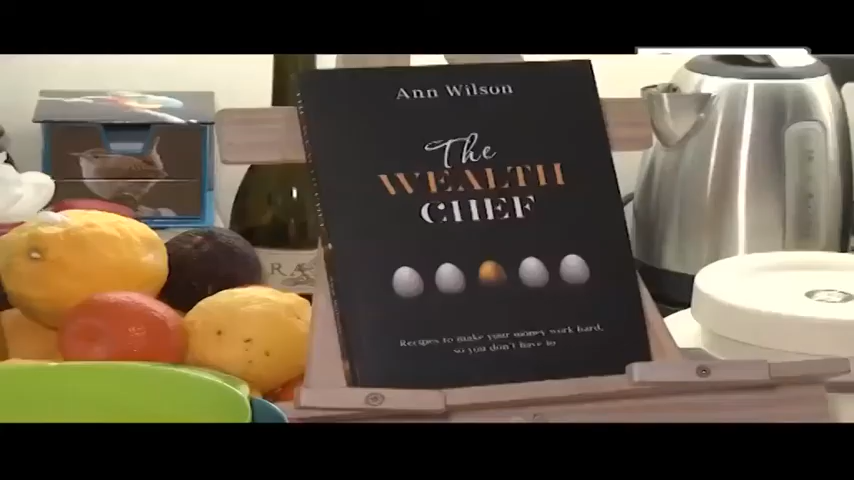 Ann Wilson
The
WEALTH
CHEF
Recipes to make your money work hard,
so you don't have to